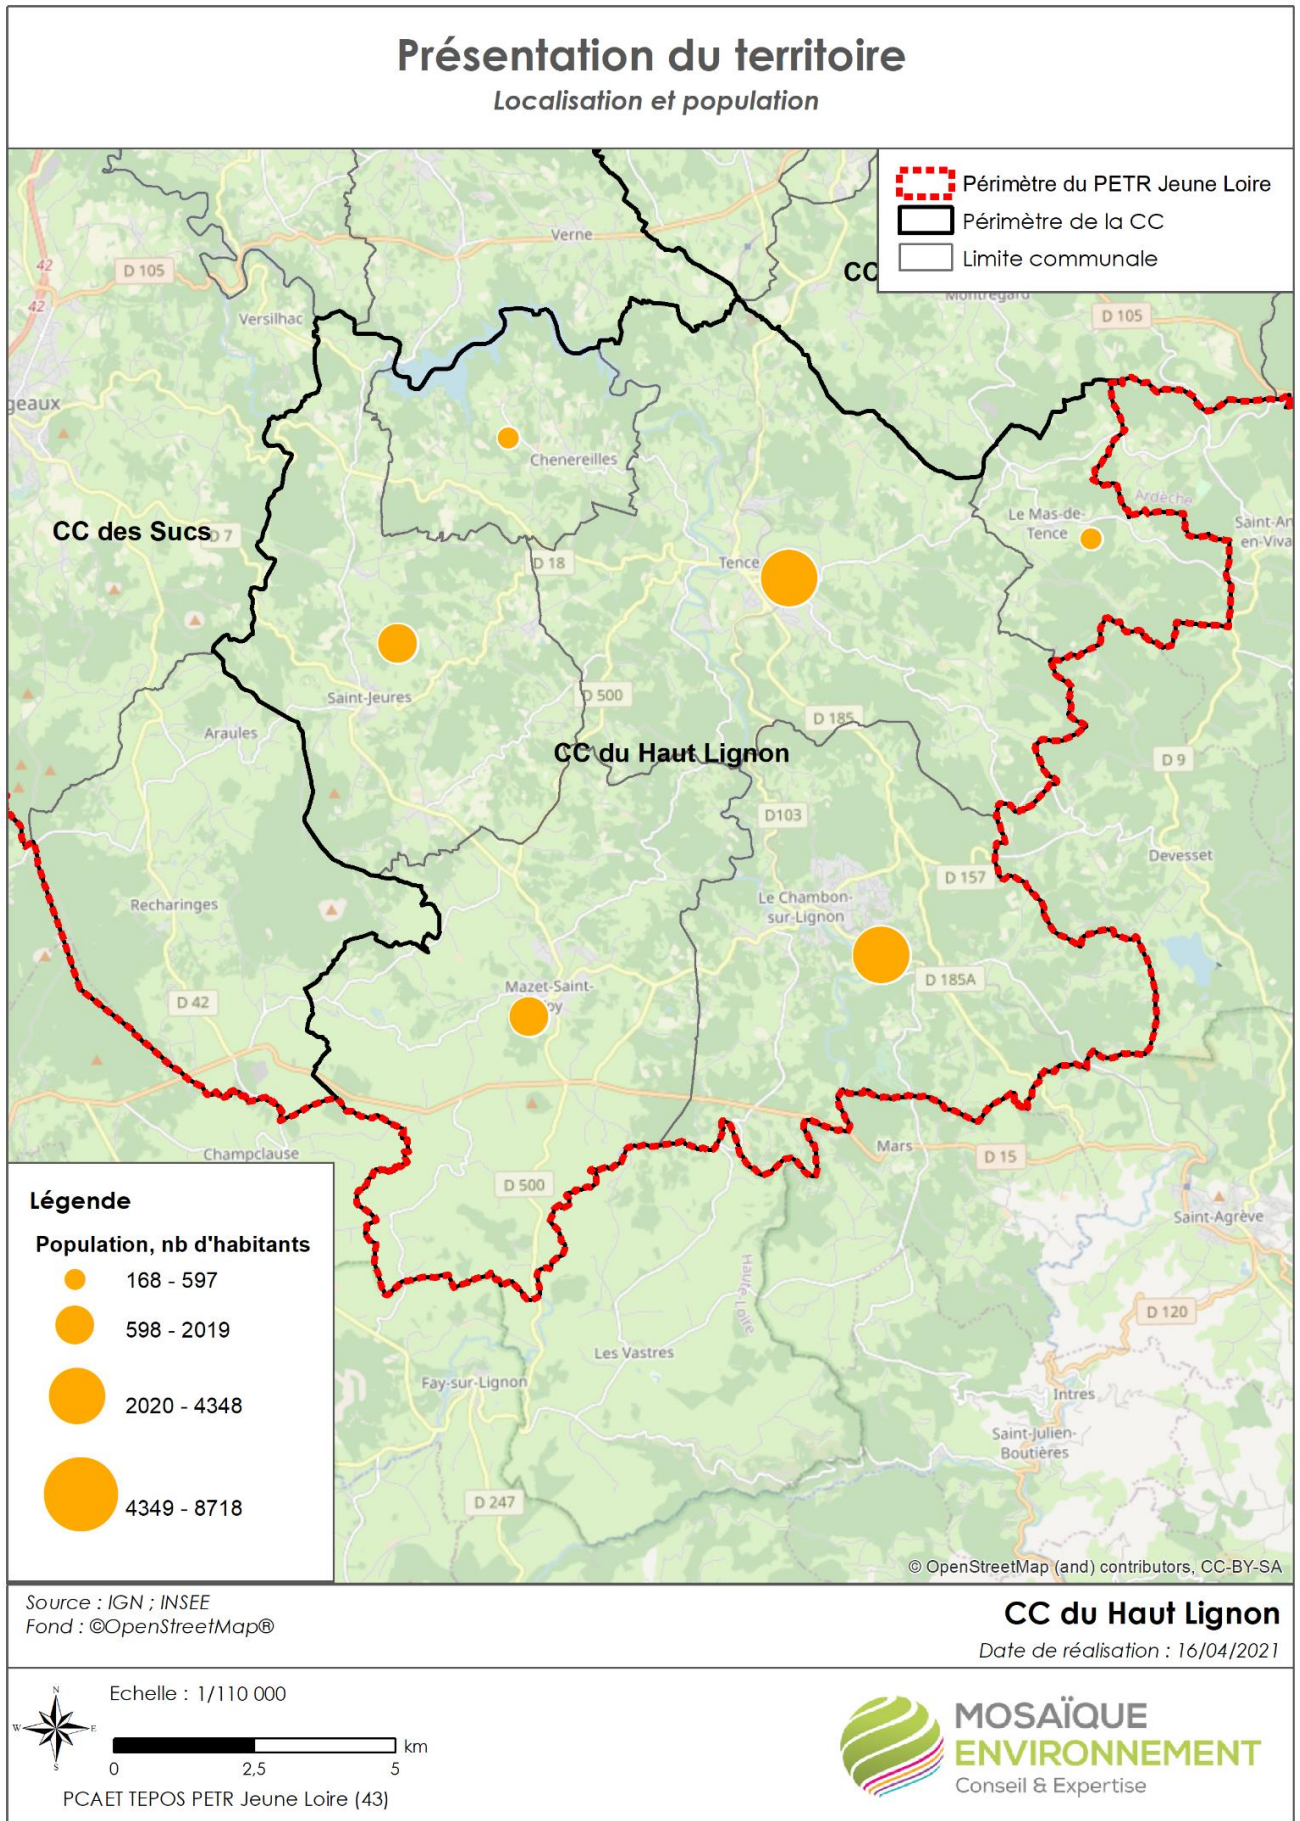 Présentation du territoire
Localisation et population
Périmètre du PETR Jeune Loire
Périmètre de la CC
Limite communale
CC
Montregard
Verne
42
42
D 105
Versilhac
D 105
geaux
Chenereilles
Ardèche
Le Mas-de-
Tence
Saint-An
en-Viva
CC des Sucs
D 7
D 18
Tence
Saint-Jeures
D 500
D 185
Araules
CC du Haut Lignon
D 9
D103
Devesset
D 157
Le Chambon-
sur-Lignon
Recharinges
D 185A
Mazet-Saint-
oy
D 42
Champclause
Mars
D 15
D 500
Saint-Agrève
Haute-Loire
D 120
Les Vastres
Fay-sur-Lignon
Intres
Saint-Julien-
Boutières
D 247
Légende
Population, nb d'habitants
168 - 597
598 - 2019
2020 - 4348
4349 - 8718
© OpenStreetMap (and) contributors, CC-BY-SA
Source : IGN ; INSEE
Fond : ©OpenStreetMap®
CC du Haut Lignon
Date de réalisation : 16/04/2021
N
W
E
S
Echelle : 1/110 000
km
0
2,5
5
PCAET TEPOS PETR Jeune Loire (43)
MOSAÏQUE
ENVIRONNEMENT
Conseil & Expertise